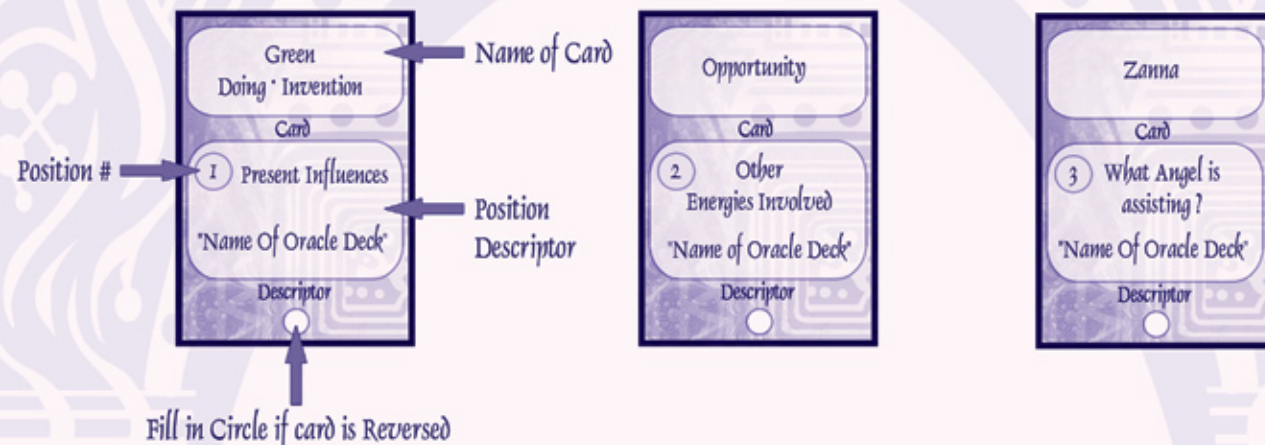 Green
Doing • Invention
Card
1 Present Influences
"Name Of Oracle Deck"
Descriptor
Name of Card
Position #
Position
Descriptor
Fill in Circle if card is Reversed
Opportunity
Card
2 Other
Energies Involved
"Name of Oracle Deck"
Descriptor
Zanna
Card
3 What Angel is
assisting ?
"Name Of Oracle Deck"
Descriptor